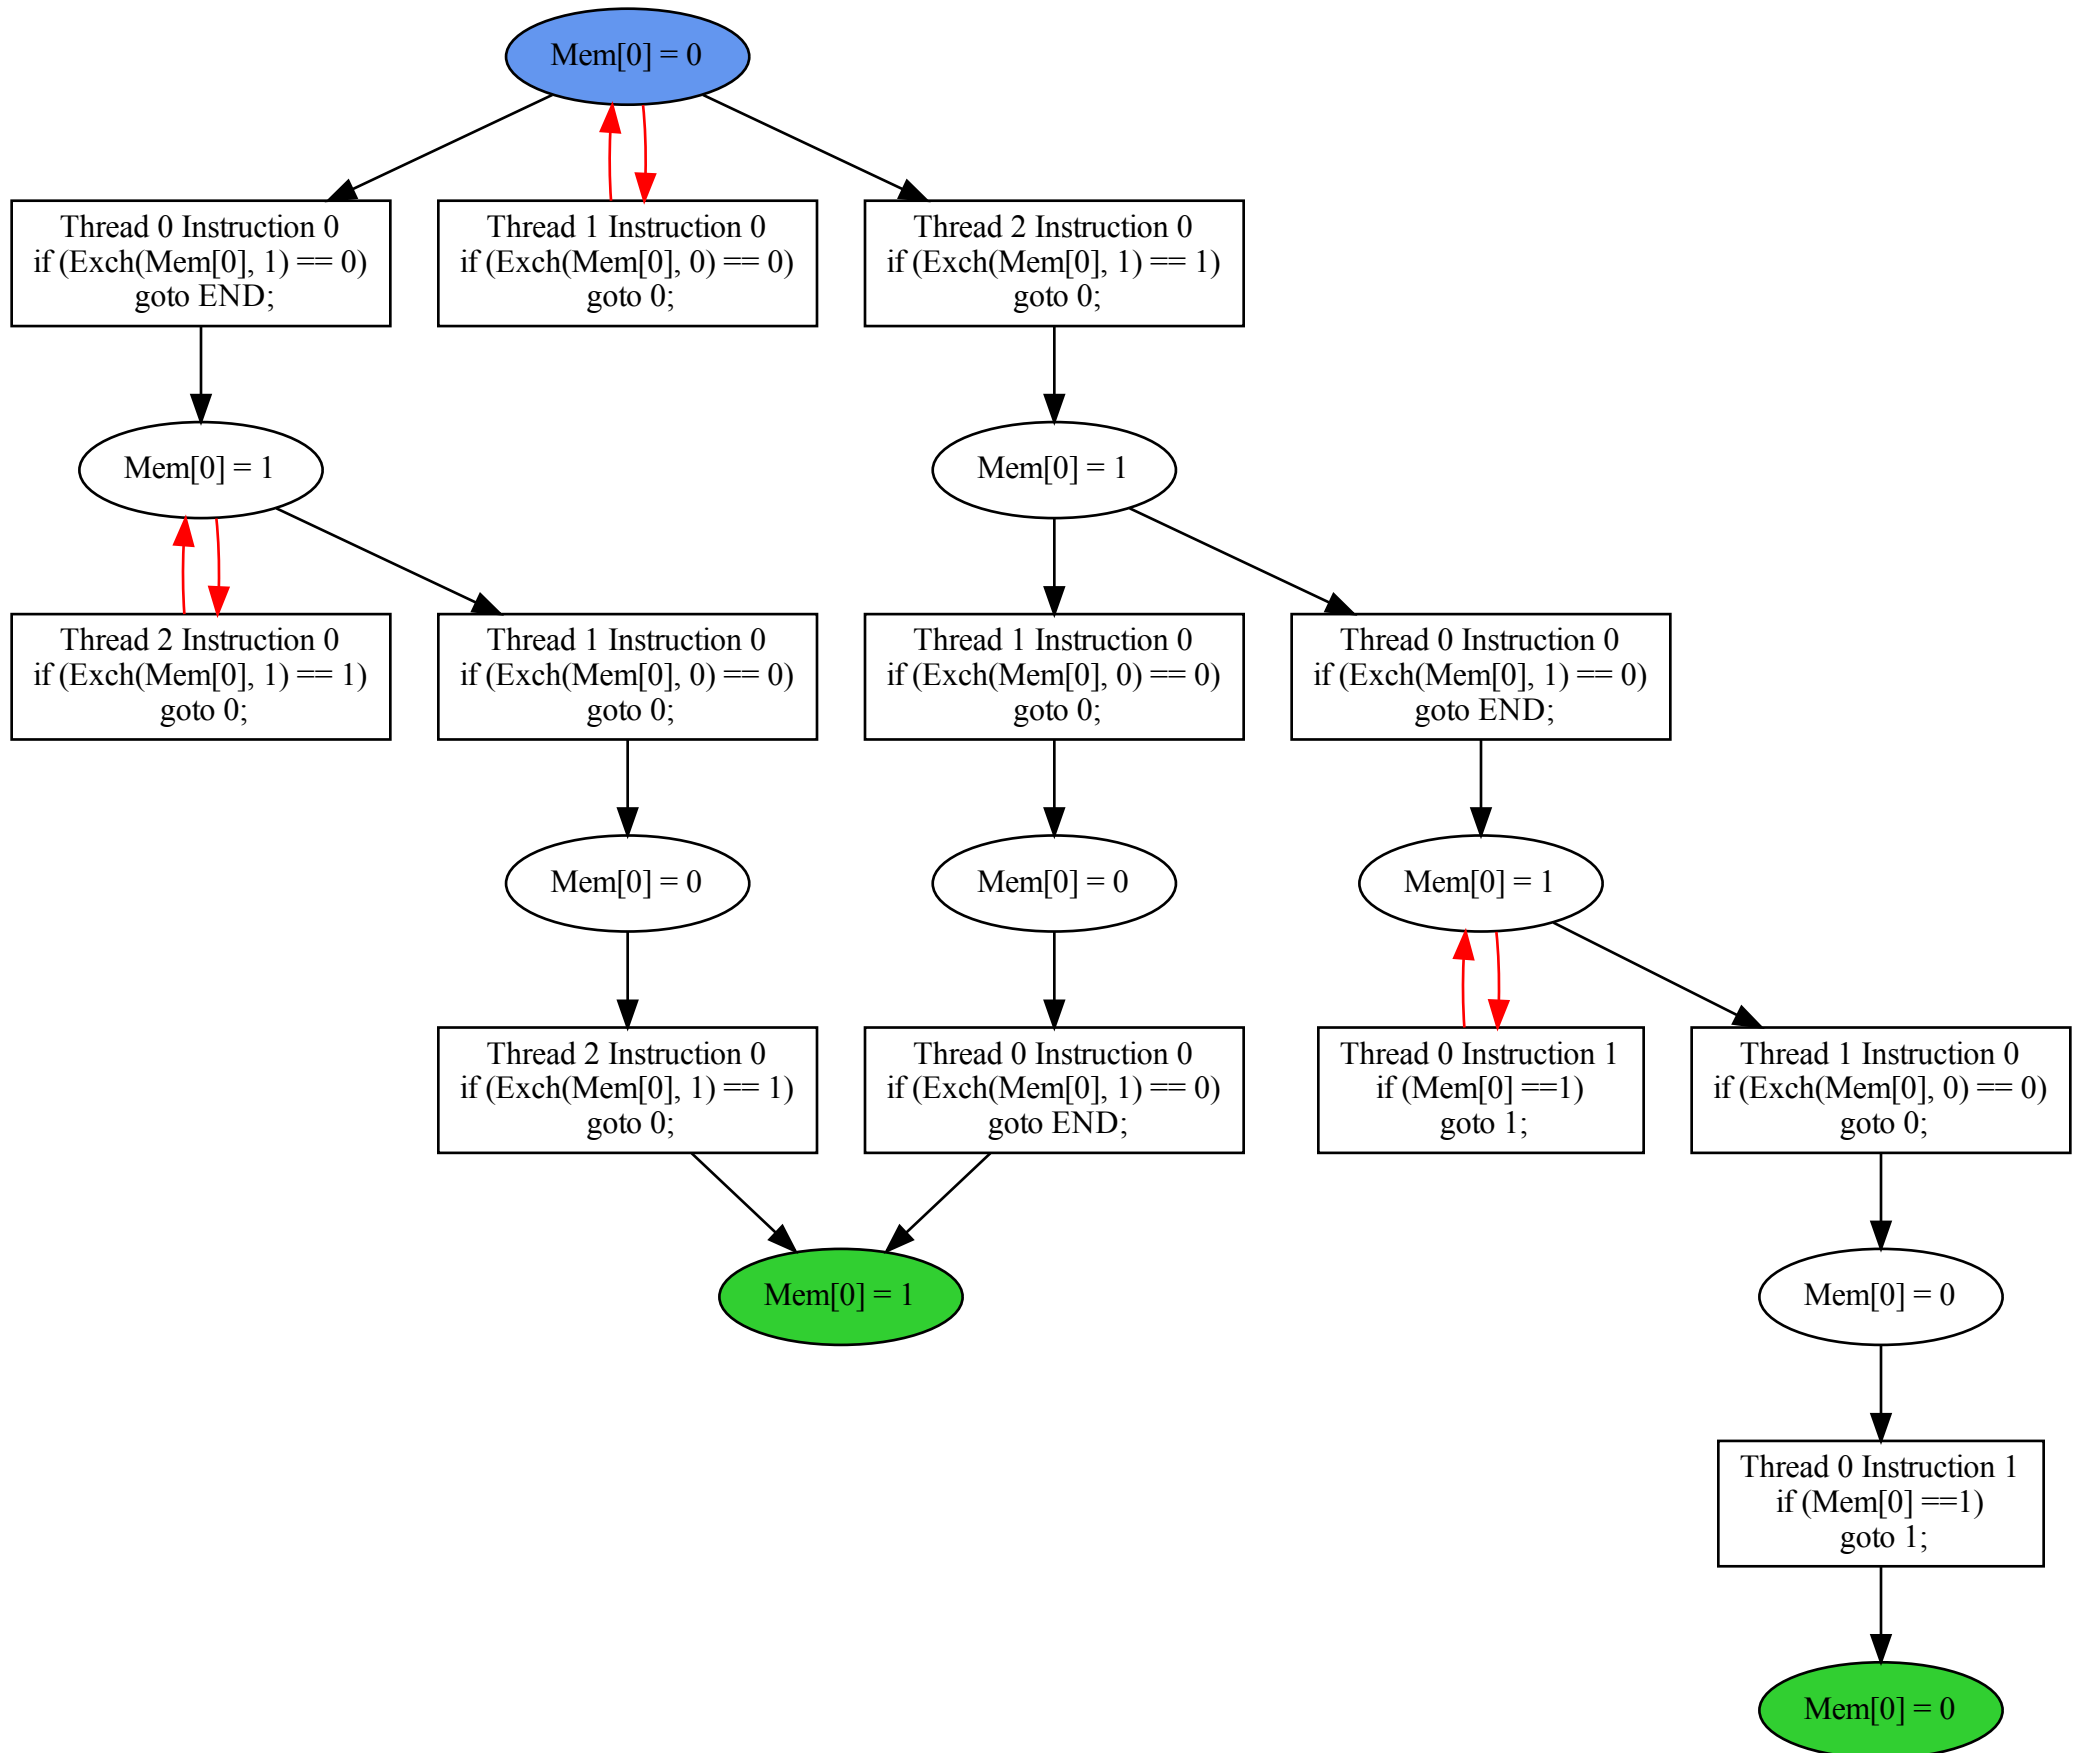 Mem[0] = 0
Thread 0 Instruction 0
if (Exch(Mem[0], 1) == 0)
goto END;
Thread 1 Instruction 0
if (Exch(Mem[0], 0) == 0)
goto 0;
Thread 2 Instruction 0
if (Exch(Mem[0], 1) == 1)
goto 0;
Mem[0] = 1
Mem[0] = 1
Thread 2 Instruction 0
if (Exch(Mem[0], 1) == 1)
goto 0;
Thread 1 Instruction 0
if (Exch(Mem[0], 0) == 0)
goto 0;
Thread 1 Instruction 0
if (Exch(Mem[0], 0) == 0)
goto 0;
Thread 0 Instruction 0
if (Exch(Mem[0], 1) == 0)
goto END;
Mem[0] = 0
Mem[0] = 0
Mem[0] = 1
Thread 2 Instruction 0
if (Exch(Mem[0], 1) == 1)
goto 0;
Thread 0 Instruction 0
if (Exch(Mem[0], 1) == 0)
goto END;
Thread 0 Instruction 1
if (Mem[0] ==1)
goto 1;
Thread 1 Instruction 0
if (Exch(Mem[0], 0) == 0)
goto 0;
Mem[0] = 1
Mem[0] = 0
Thread 0 Instruction 1
if (Mem[0] ==1)
goto 1;
Mem[0] = 0